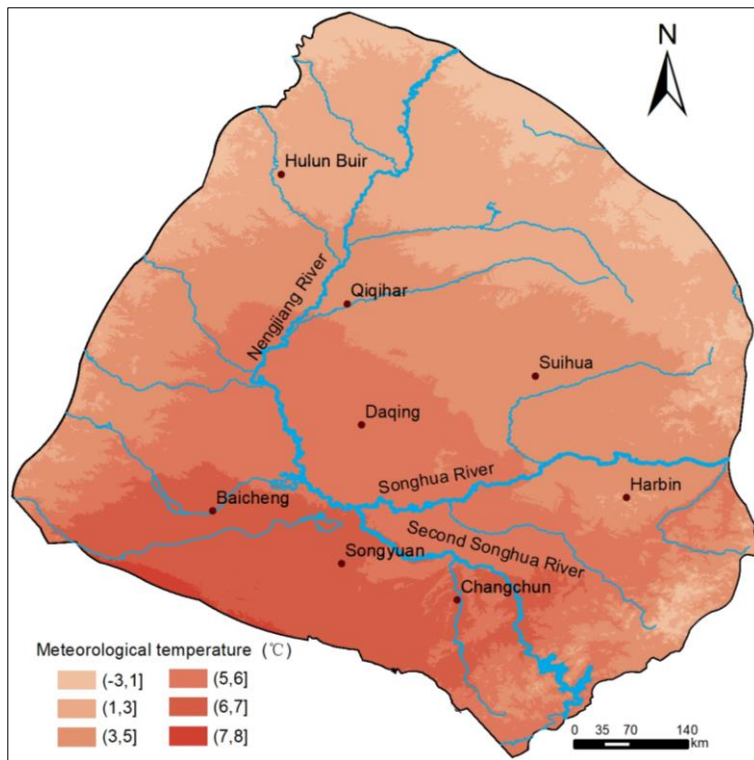 N
Hulun Buir
Nengjiang River
Qiqihar
Suihua
Daqing
Songhua River
Harbin
Baicheng
Second Songhua River
Songyuan
Changchun
Meteorological temperature (℃)
(-3,1] (5,6]
(1,3] (6,7]
(3,5] (7,8]
0 35 70 140
km